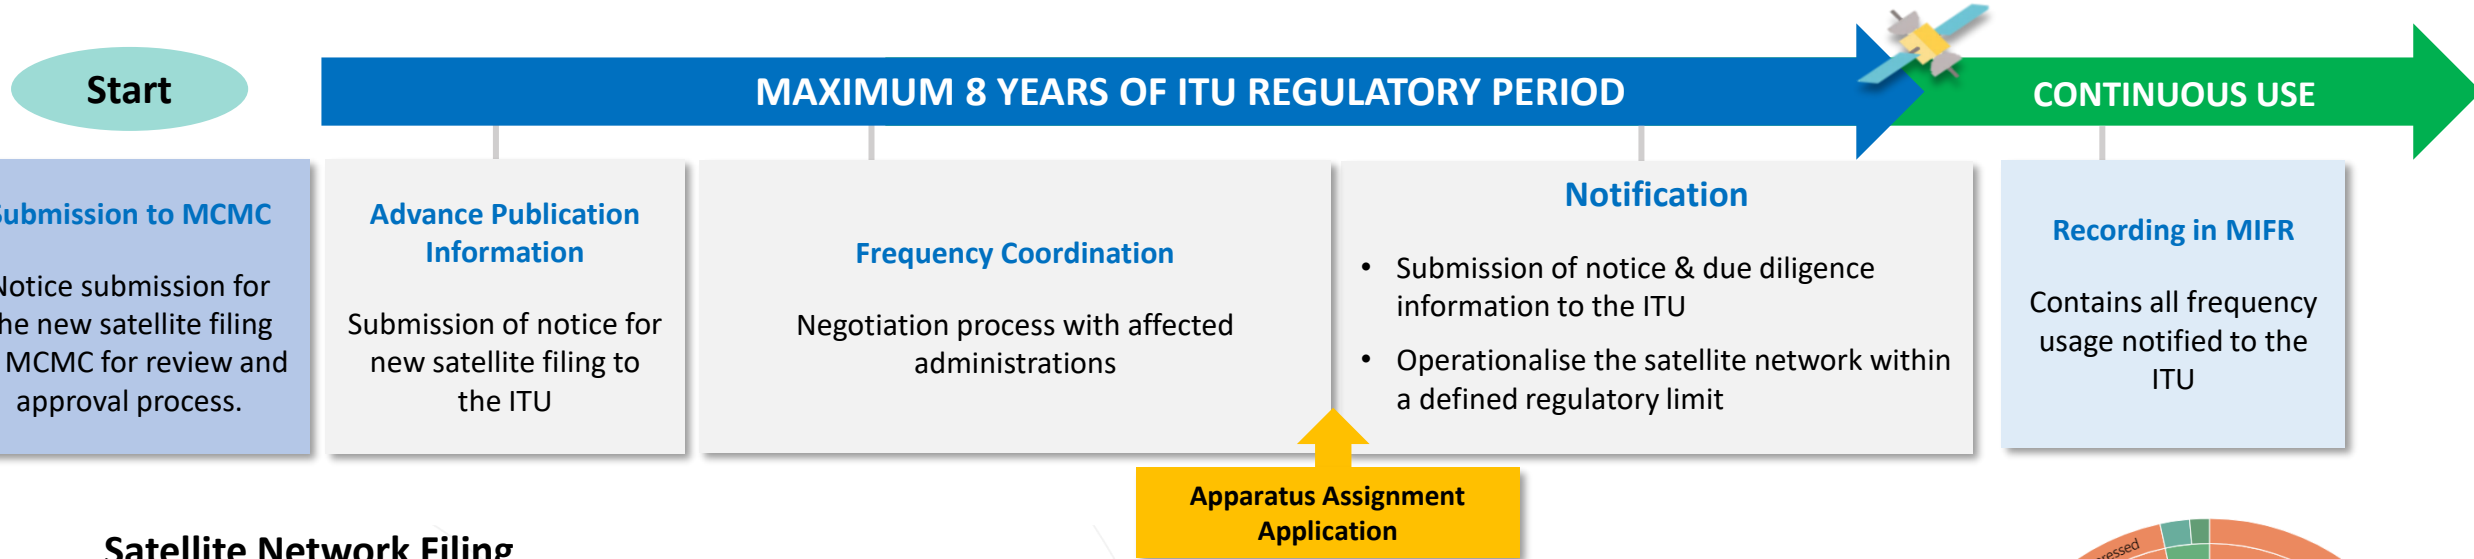 Start
MAXIMUM 8 YEARS OF ITU REGULATORY PERIOD
CONTINUOUS USE
Submission to MCMC
Notice submission for
the new satellite filing
MCMC for review and
approval process.
Advance Publication
Information
Submission of notice for
new satellite filing to
the ITU
Frequency Coordination
Negotiation process with affected
administrations
Notification
• Submission of notice & due diligence
information to the ITU
• Operationalise the satellite network within
a defined regulatory limit
Recording in MIFR
Contains all frequency
usage notified to the
ITU
Apparatus Assignment
Application
Satellite Network Filing